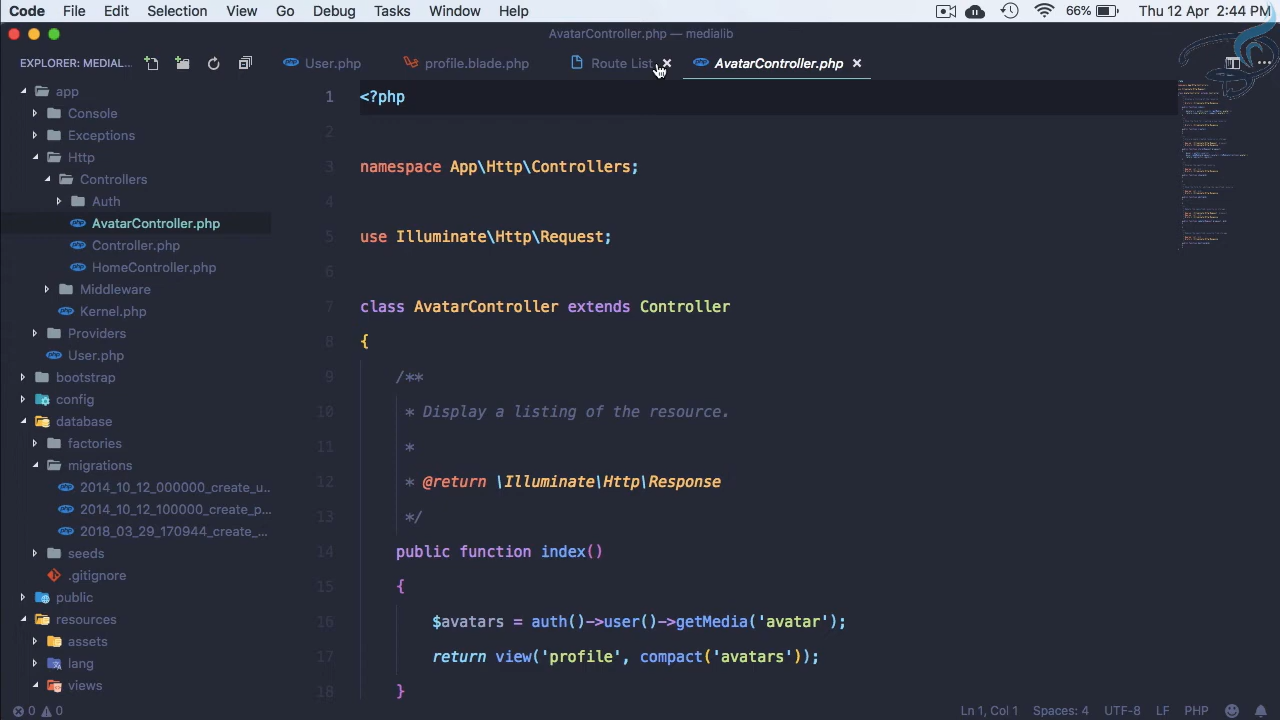 Code File Edit Selection View Go Debug Tasks Window Help 66% Thu 12 Apr 2:44 PM
AvatarController.php — medialib
EXPLORER: MEDIAL... User.php profile.blade.php Route List AvatarController.php
app
Console
Exceptions
Http
Controllers
Auth
AvatarController.php
Controller.php
HomeController.php
Middleware
Kernel.php
Providers
User.php
bootstrap
config
database
factories
migrations
2014_10_12_000000_create_u...
2014_10_12_100000_create_p...
2018_03_29_170944_create_...
seeds
.gitignore
public
resources
assets
lang
views
1 <?php
2
3 namespace App\Http\Controllers;
4
5 use Illuminate\Http\Request;
6
7 class AvatarController extends Controller
8 {
9 /**
10 * Display a listing of the resource.
11 *
12 * @return \Illuminate\Http\Response
13 */
14 public function index()
15 {
16 $avatars = auth()->user()->getMedia('avatar');
17 return view('profile', compact('avatars'));
18 }
0 0 Ln 1, Col 1 Spaces: 4 UTF-8 LF PHP